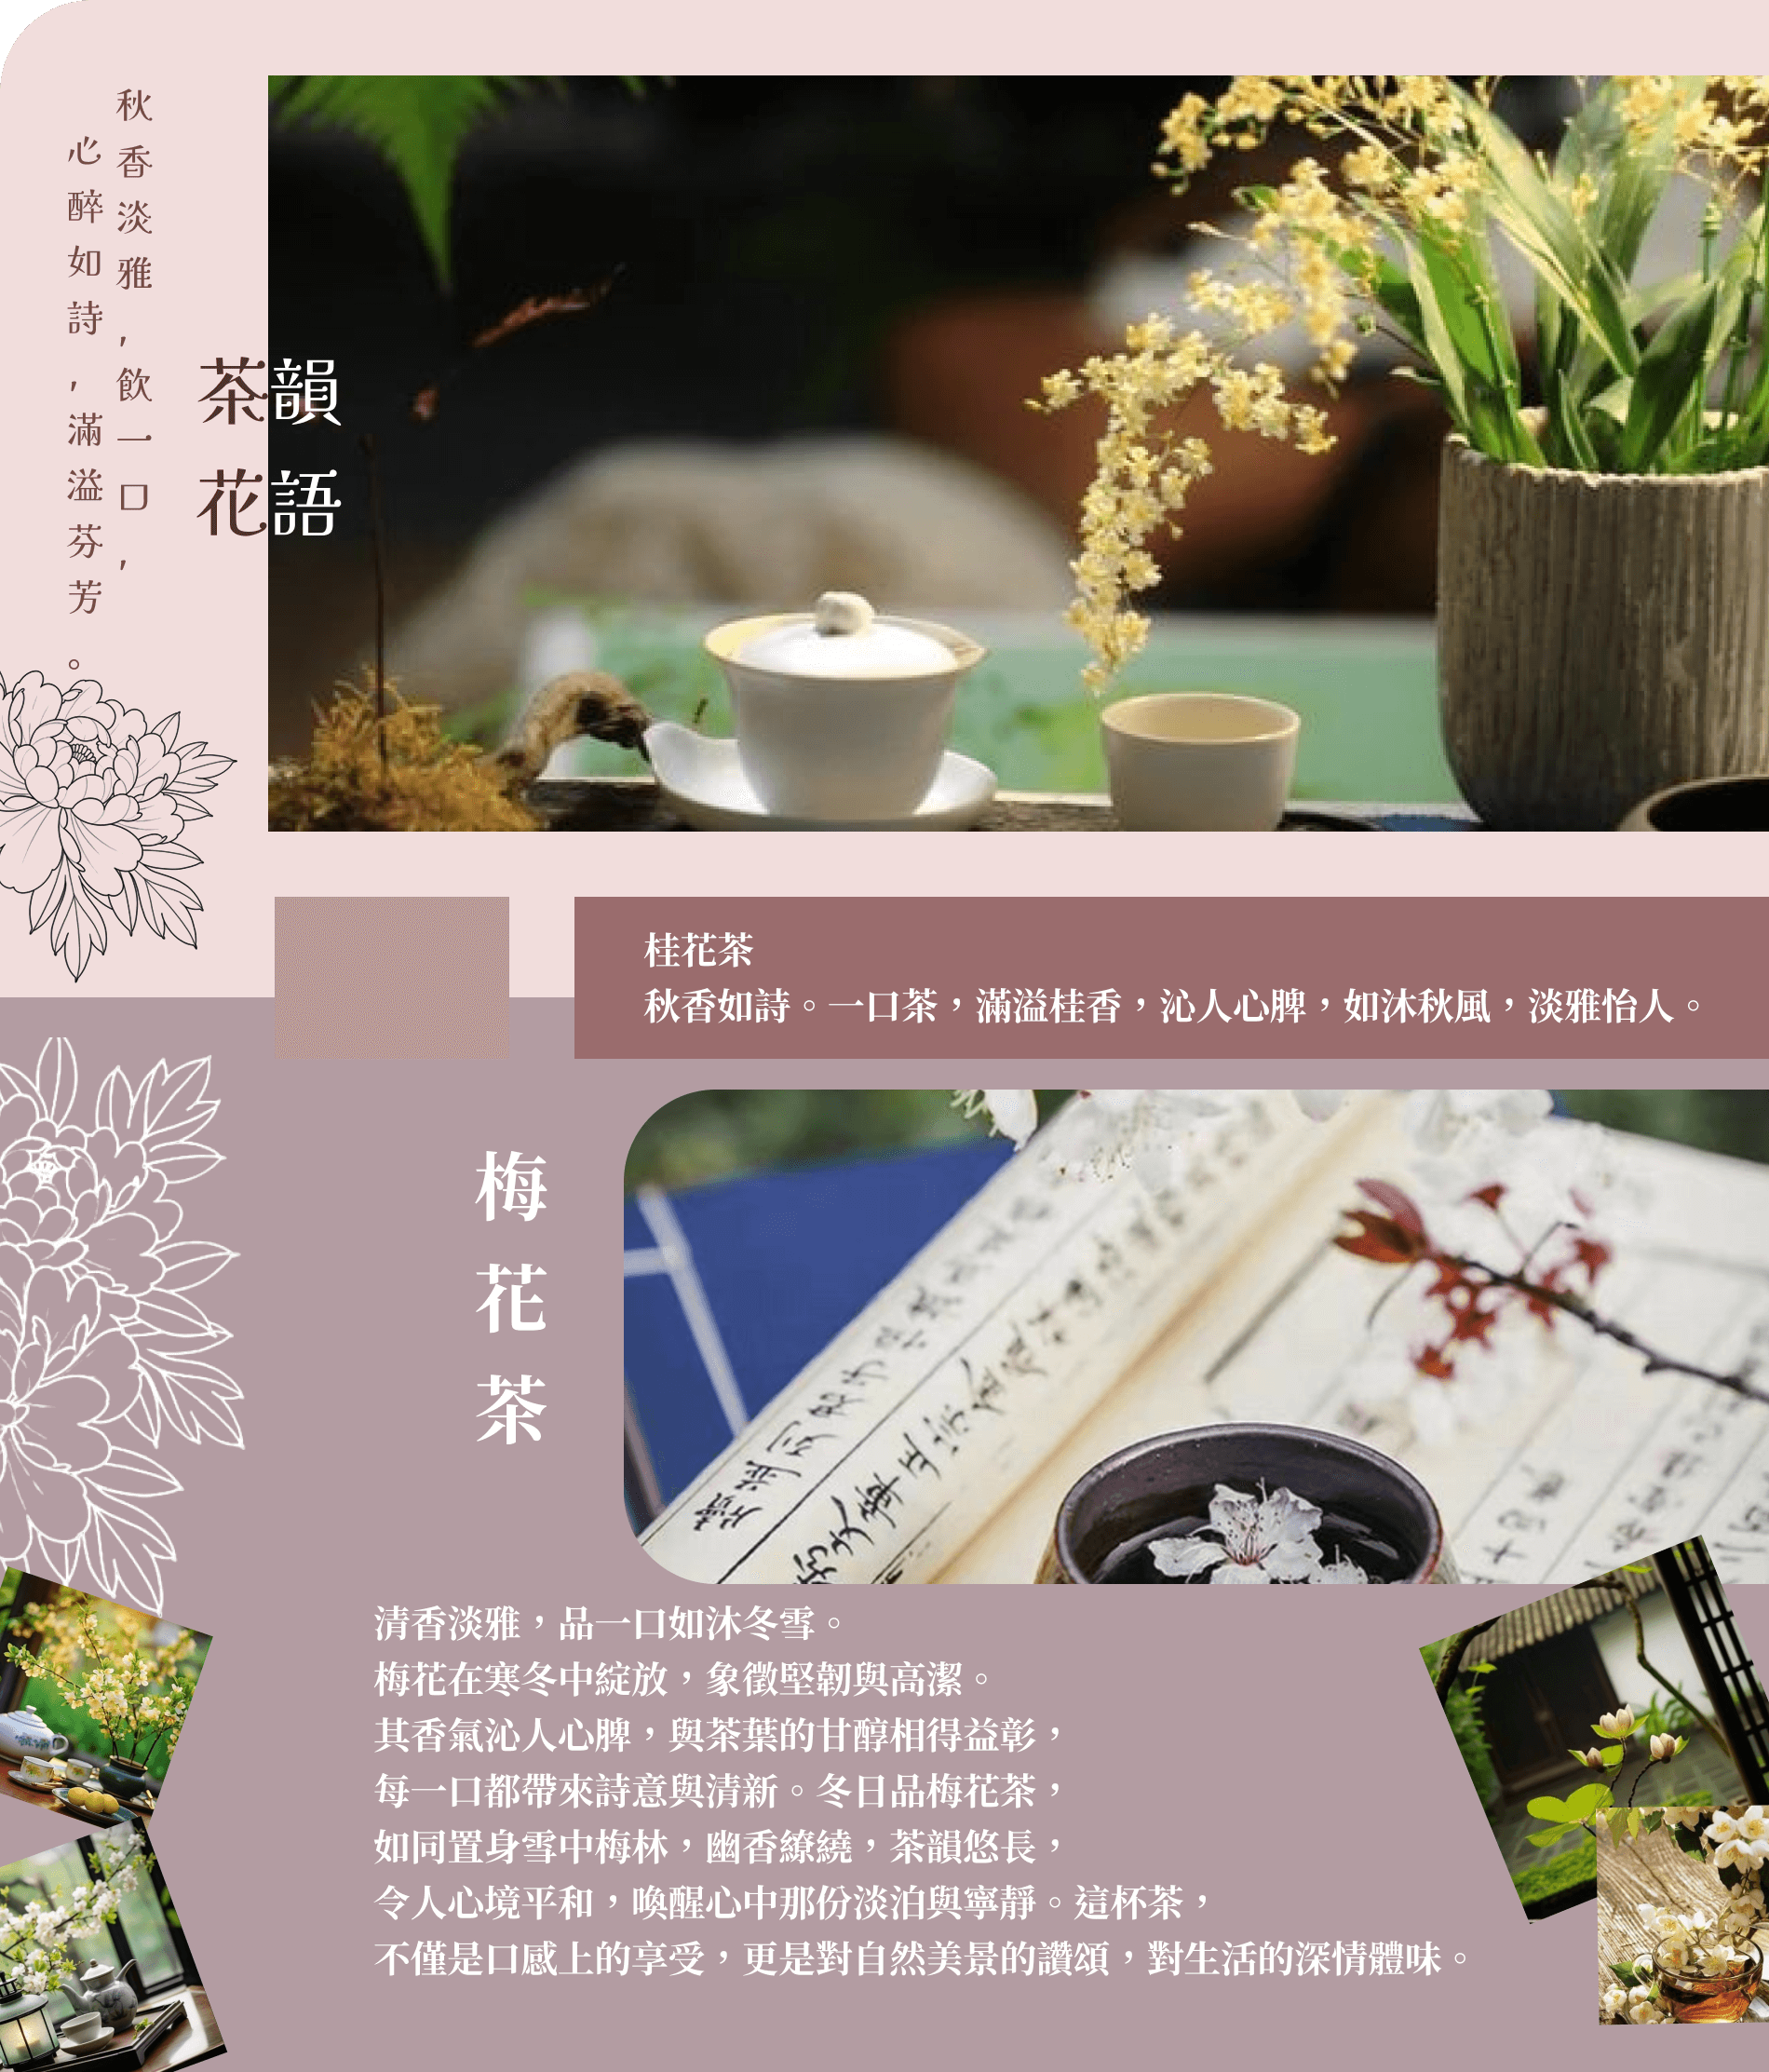 秋香淡雅,飲一口,
心醉如詩,滿溢芬芳。
茶韻
花語
桂花茶
秋香如詩。一口茶,滿溢桂香,沁人心脾,如沐秋風,淡雅怡人。
梅花茶
清香淡雅,品一口如沐冬雪。
梅花在寒冬中綻放,象徵堅韌與高潔。
其香氣沁人心脾,與茶葉的甘醇相得益彰,
每一口都帶來詩意與清新。冬日品梅花茶,
如同置身雪中梅林,幽香繚繞,茶韻悠長,
令人心境平和,喚醒心中那份淡泊與寧靜。這杯茶,
不僅是口感上的享受,更是對自然美景的讚頌,對生活的深情體味。